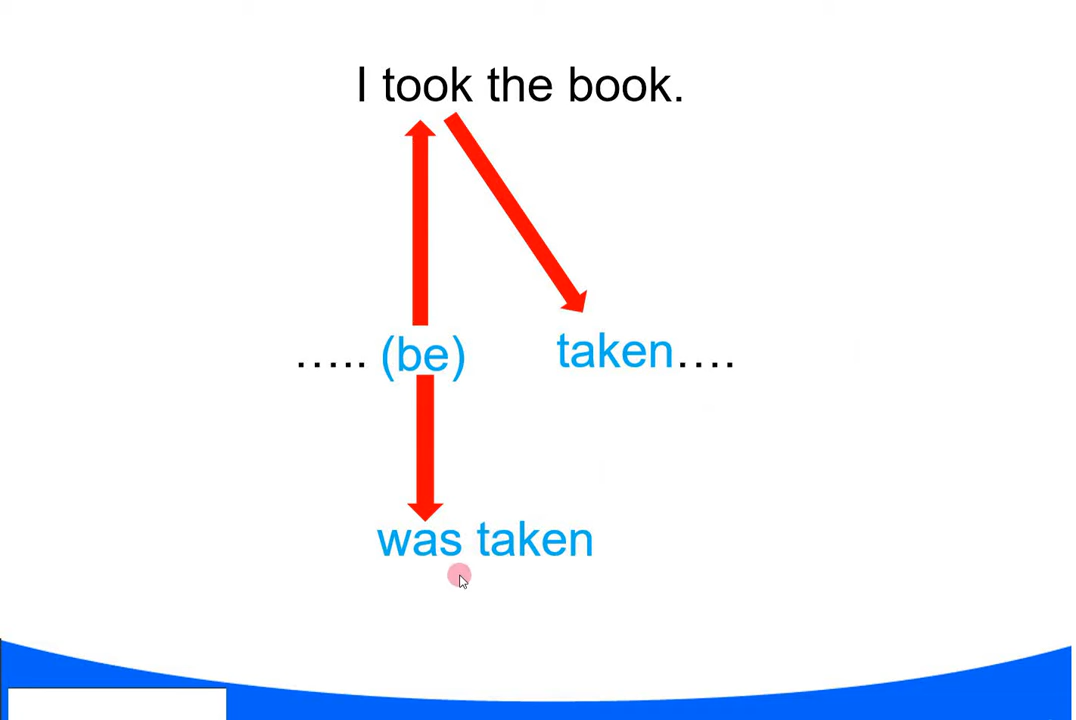 I took the book.
..... (be) taken....
was taken